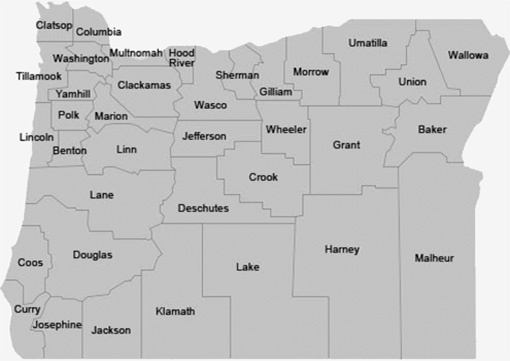 Clatsop
Columbia
Tillamook
Washington
Multnomah
Hood
River
Yamhill
Clackamas
Wasco
Sherman
Gilliam
Morrow
Umatilla
Union
Wallowa
Polk
Marion
Lincoln
Benton
Linn
Jefferson
Wheeler
Grant
Baker
Lane
Deschutes
Crook
Coos
Douglas
Klamath
Lake
Harney
Malheur
Curry
Josephine
Jackson